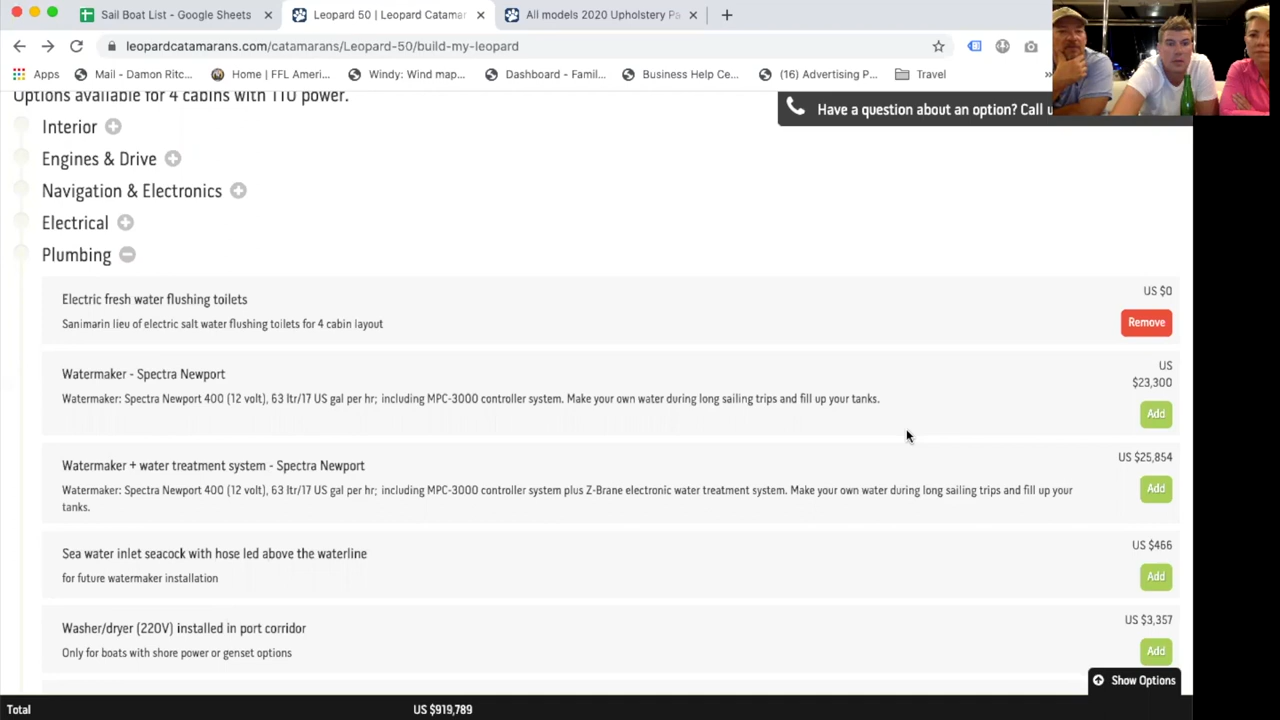 Sail Boat List - Google Sheets
Leopard 50 | Leopard Catamar
All models 2020 Upholstery Pa
leopardcatamarans.com/catamarans/Leopard-50/build-my-leopard
Apps
Mail - Damon Ritc...
Home | FFL Ameri...
Windy: Wind map...
Dashboard - Famil...
Business Help Ce...
(16) Advertising P...
Travel
»
Options available for 4 cabins with 110 power.
Have a question about an option? Call u
Interior
Engines & Drive
Navigation & Electronics
Electrical
Plumbing
Electric fresh water flushing toilets
US $0
Sanimarin lieu of electric salt water flushing toilets for 4 cabin layout
Remove
Watermaker - Spectra Newport
US
$23,300
Watermaker: Spectra Newport 400 (12 volt), 63 ltr/17 US gal per hr; including MPC-3000 controller system. Make your own water during long sailing trips and fill up your tanks.
Add
Watermaker + water treatment system - Spectra Newport
US $25,854
Watermaker: Spectra Newport 400 (12 volt), 63 ltr/17 US gal per hr; including MPC-3000 controller system plus Z-Brane electronic water treatment system. Make your own water during long sailing trips and fill up your
tanks.
Add
Sea water inlet seacock with hose led above the waterline
US $466
for future watermaker installation
Add
Washer/dryer (220V) installed in port corridor
US $3,357
Only for boats with shore power or genset options
Add
Show Options
Total
US $919,789